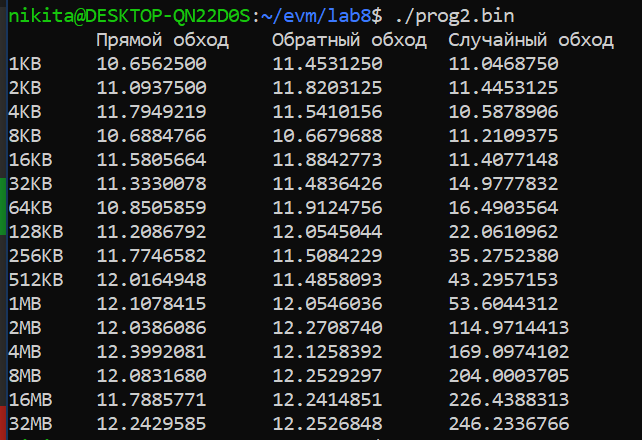 nikita@DESKTOP-QN22D0S:~/evm/lab8$ ./prog2.bin
Прямой обход Обратный обход Случайный обход
1KB 10.6562500 11.4531250 11.0468750
2KB 11.0937500 11.8203125 11.4453125
4KB 11.7949219 11.5410156 10.5878906
8KB 10.6884766 10.6679688 11.2109375
16KB 11.5805664 11.8842773 11.4077148
32KB 11.3330078 11.4836426 14.9777832
64KB 10.8505859 11.9124756 16.4903564
128KB 11.2086792 12.0545044 22.0610962
256KB 11.7746582 11.5084229 35.2752380
512KB 12.0164948 11.4858093 43.2957153
1MB 12.1078415 12.0546036 53.6044312
2MB 12.0386086 12.2708740 114.9714413
4MB 12.3992081 12.1258392 169.0974102
8MB 12.0831680 12.2529297 204.0003705
16MB 11.7885771 12.2414851 226.4388313
32MB 12.2429585 12.2526848 246.2336766